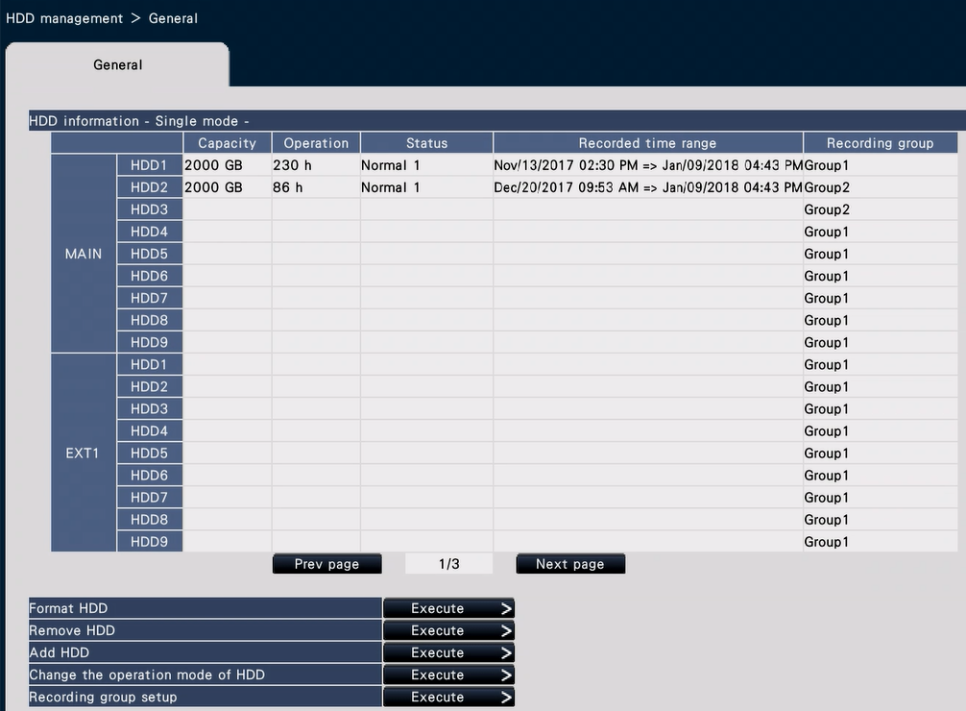 HDD management > General
General
HDD information - Single mode -
Capacity Operation Status Recorded time range Recording group
HDD1 2000 GB 230 h Normal 1 Nov/13/2017 02:30 PM => Jan/09/2018 04:43 PM Group1
HDD2 2000 GB 86 h Normal 1 Dec/20/2017 09:53 AM => Jan/09/2018 04:43 PM Group2
HDD3 Group2
HDD4 Group1
MAIN HDD5 Group1
HDD6 Group1
HDD7 Group1
HDD8 Group1
HDD9 Group1
HDD1 Group1
HDD2 Group1
HDD3 Group1
HDD4 Group1
EXT1 HDD5 Group1
HDD6 Group1
HDD7 Group1
HDD8 Group1
HDD9 Group1
Prev page 1/3 Next page
Format HDD Execute >
Remove HDD Execute >
Add HDD Execute >
Change the operation mode of HDD Execute >
Recording group setup Execute >